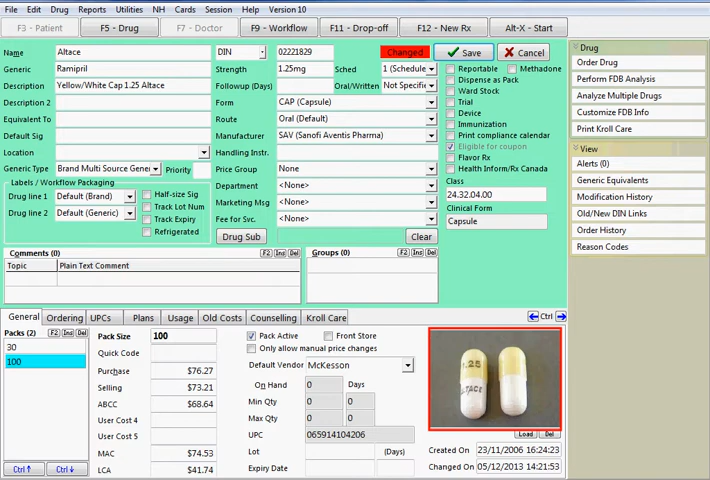 File Edit Drug Reports Utilities NH Cards Session Help Version 10
F3 - Patient F5 - Drug F7 - Doctor F9 - Workflow F11 - Drop-off F12 - New Rx Alt-X - Start
Name Altace DIN 02221829 Changed Save Cancel
Generic Ramipril Strength 1.25mg Sched 1 (Schedule
Description Yellow/White Cap 1.25 Altace Followup (Days) Oral/Written Not Specifie
Description 2 Form CAP (Capsule)
Equivalent To Route Oral (Default)
Default Sig Manufacturer SAV (Sanofi Aventis Pharma)
Location Handling Instr.
Generic Type Brand Multi Source Gener Priority Price Group None
Labels / Workflow Packaging Department <None>
Drug line 1 Default (Brand) Half-size Sig Marketing Msg <None>
Drug line 2 Default (Generic) Track Lot Num Fee for Svc. <None>
Track Expiry
Refrigerated Drug Sub Clear
Reportable Methadone
Dispense as Pack
Ward Stock
Trial
Device
Immunization
Print compliance calendar
Eligible for coupon
Flavor Rx
Health Inform/Rx Canada
Class
24.32.04.00
Clinical Form
Capsule
Comments (0) F2 Ins Del Groups (0) F2 Ins Del
Topic Plain Text Comment
Drug
Order Drug
Perform FDB Analysis
Analyze Multiple Drugs
Customize FDB Info
Print Kroll Care
View
Alerts (0)
Generic Equivalents
Modification History
Old/New DIN Links
Order History
Reason Codes
General Ordering UPCs Plans Usage Old Costs Counselling Kroll Care Ctrl
Packs (2) F2 Ins Del
30
100
Ctrl Ctrl
Pack Size 100
Quick Code
Purchase $76.27
Selling $73.21
ABCC $68.64
User Cost 4
User Cost 5
MAC $74.53
LCA $41.74
Pack Active Front Store
Only allow manual price changes
Default Vendor McKesson
On Hand 0 Days
Min Qty 0 0
Max Qty 0 0
UPC 065914104206
Lot (Days)
Expiry Date
1.25
ALTACE
Load Del
Created On 23/11/2006 16:24:23
Changed On 05/12/2013 14:21:53